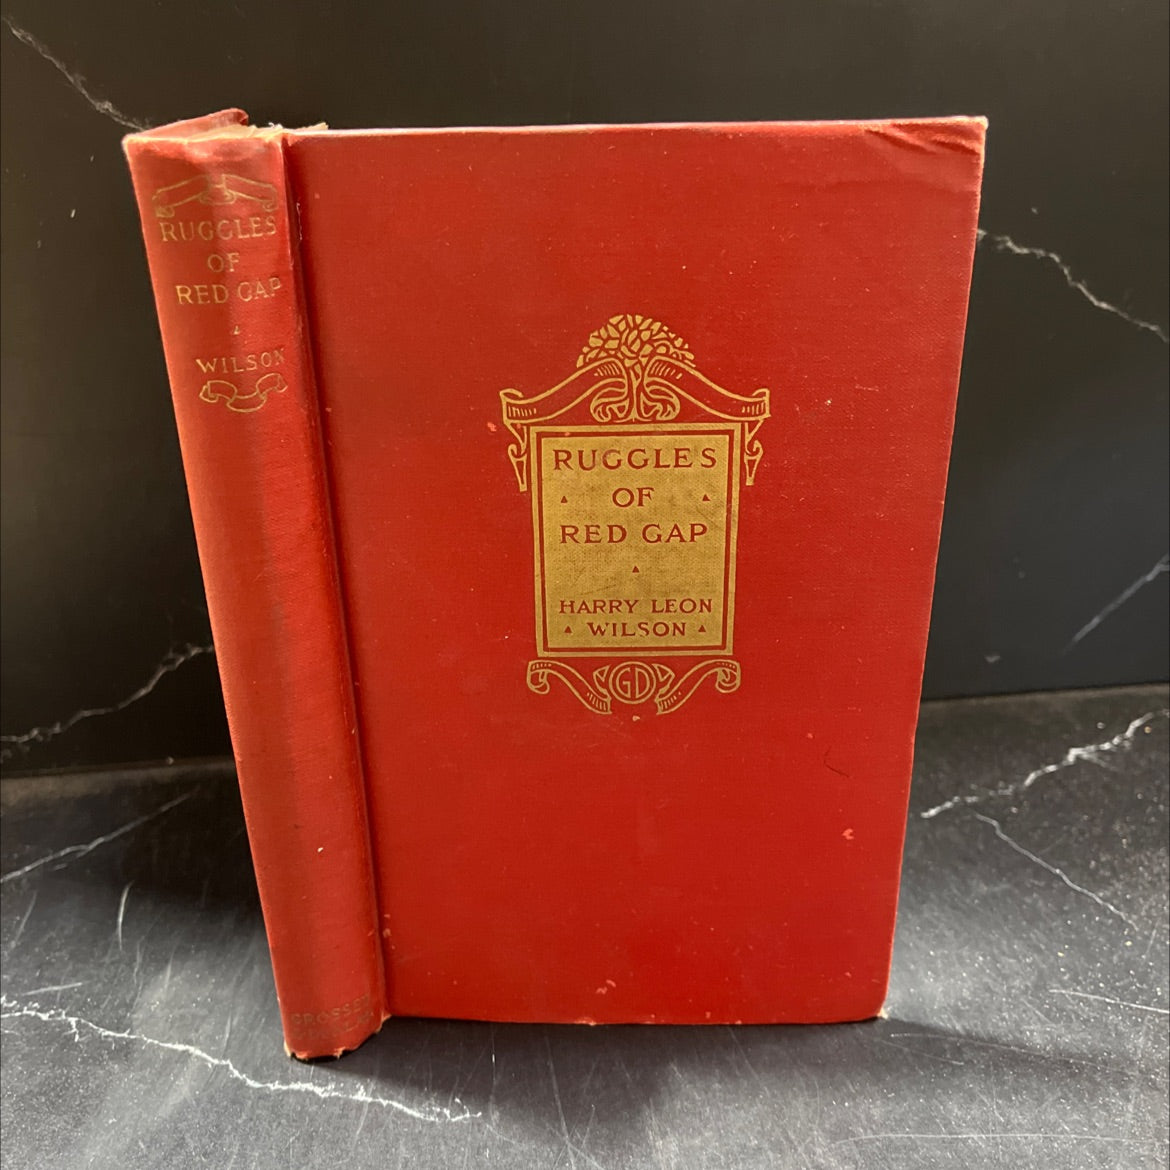 RUGGLES
OF
RED GAP
WILSON
GROSSET
RUGGLES
OF
RED GAP
HARRY LEON
WILSON
GD